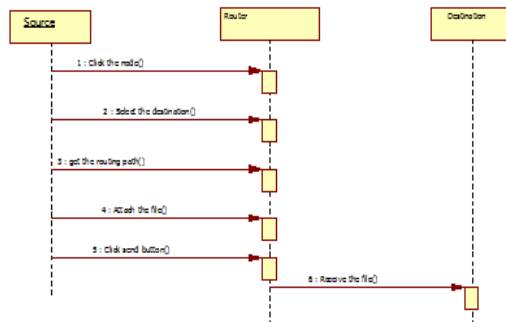 Source
Router
Destination
1 : Click the node()
2 : Select the destination()
3 : get the routing path()
4 : Attach the file()
5 : Click send button()
6 : Receive the file()